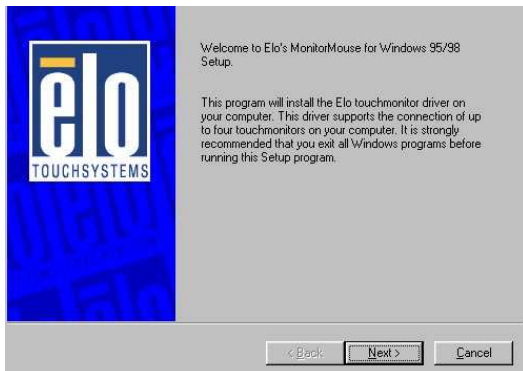 elo
TOUCHSYSTEMS
Welcome to Elo's MonitorMouse for Windows 95/98
Setup.
This program will install the Elo touchmonitor driver on
your computer. This driver supports the connection of up
to four touchmonitors on your computer. It is strongly
recommended that you exit all Windows programs before
running this Setup program.
< Back
Next >
Cancel